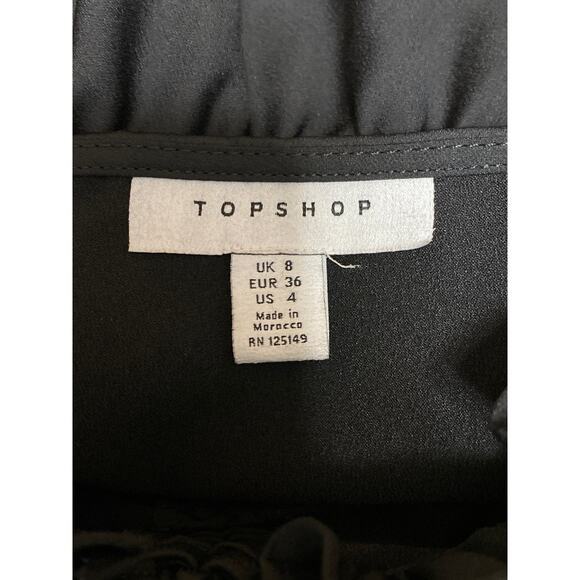 TOPSHOP
UK 8
EUR 36
US 4
Made in
Morocco
RN 125149